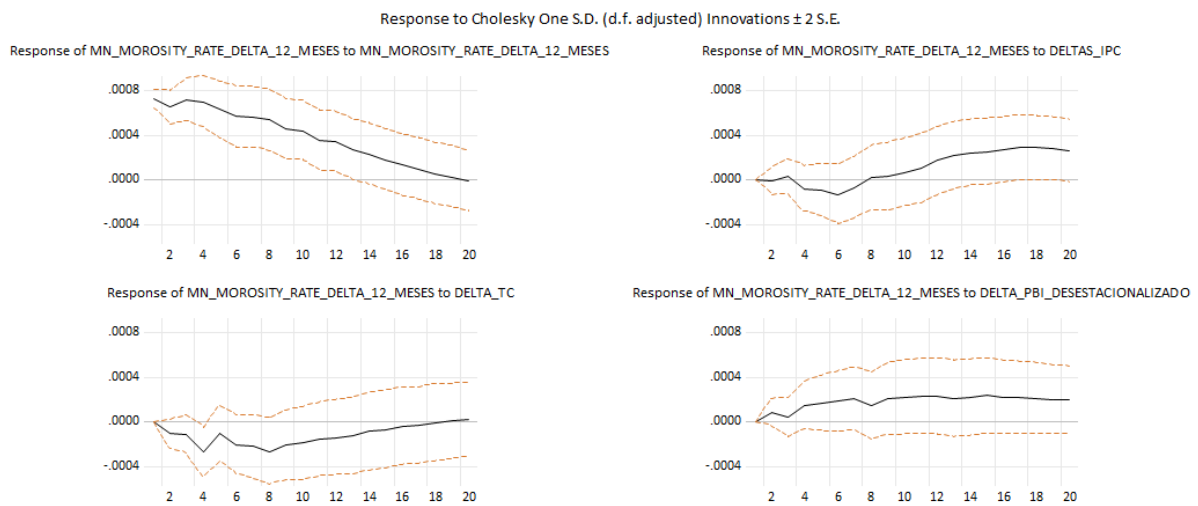 Response to Cholesky One S.D. (d.f. adjusted) Innovations ± 2 S.E.
Response of MN_MOROSITY_RATE_DELTA_12_MESES to MN_MOROSITY_RATE_DELTA_12_MESES
.0008
.0004
.0000
-.0004
2 4 6 8 10 12 14 16 18 20
Response of MN_MOROSITY_RATE_DELTA_12_MESES to DELTAS_IPC
.0008
.0004
.0000
-.0004
2 4 6 8 10 12 14 16 18 20
Response of MN_MOROSITY_RATE_DELTA_12_MESES to DELTA_TC
.0008
.0004
.0000
-.0004
2 4 6 8 10 12 14 16 18 20
Response of MN_MOROSITY_RATE_DELTA_12_MESES to DELTA_PBI_DESESTACIONALIZADO
.0008
.0004
.0000
-.0004
2 4 6 8 10 12 14 16 18 20